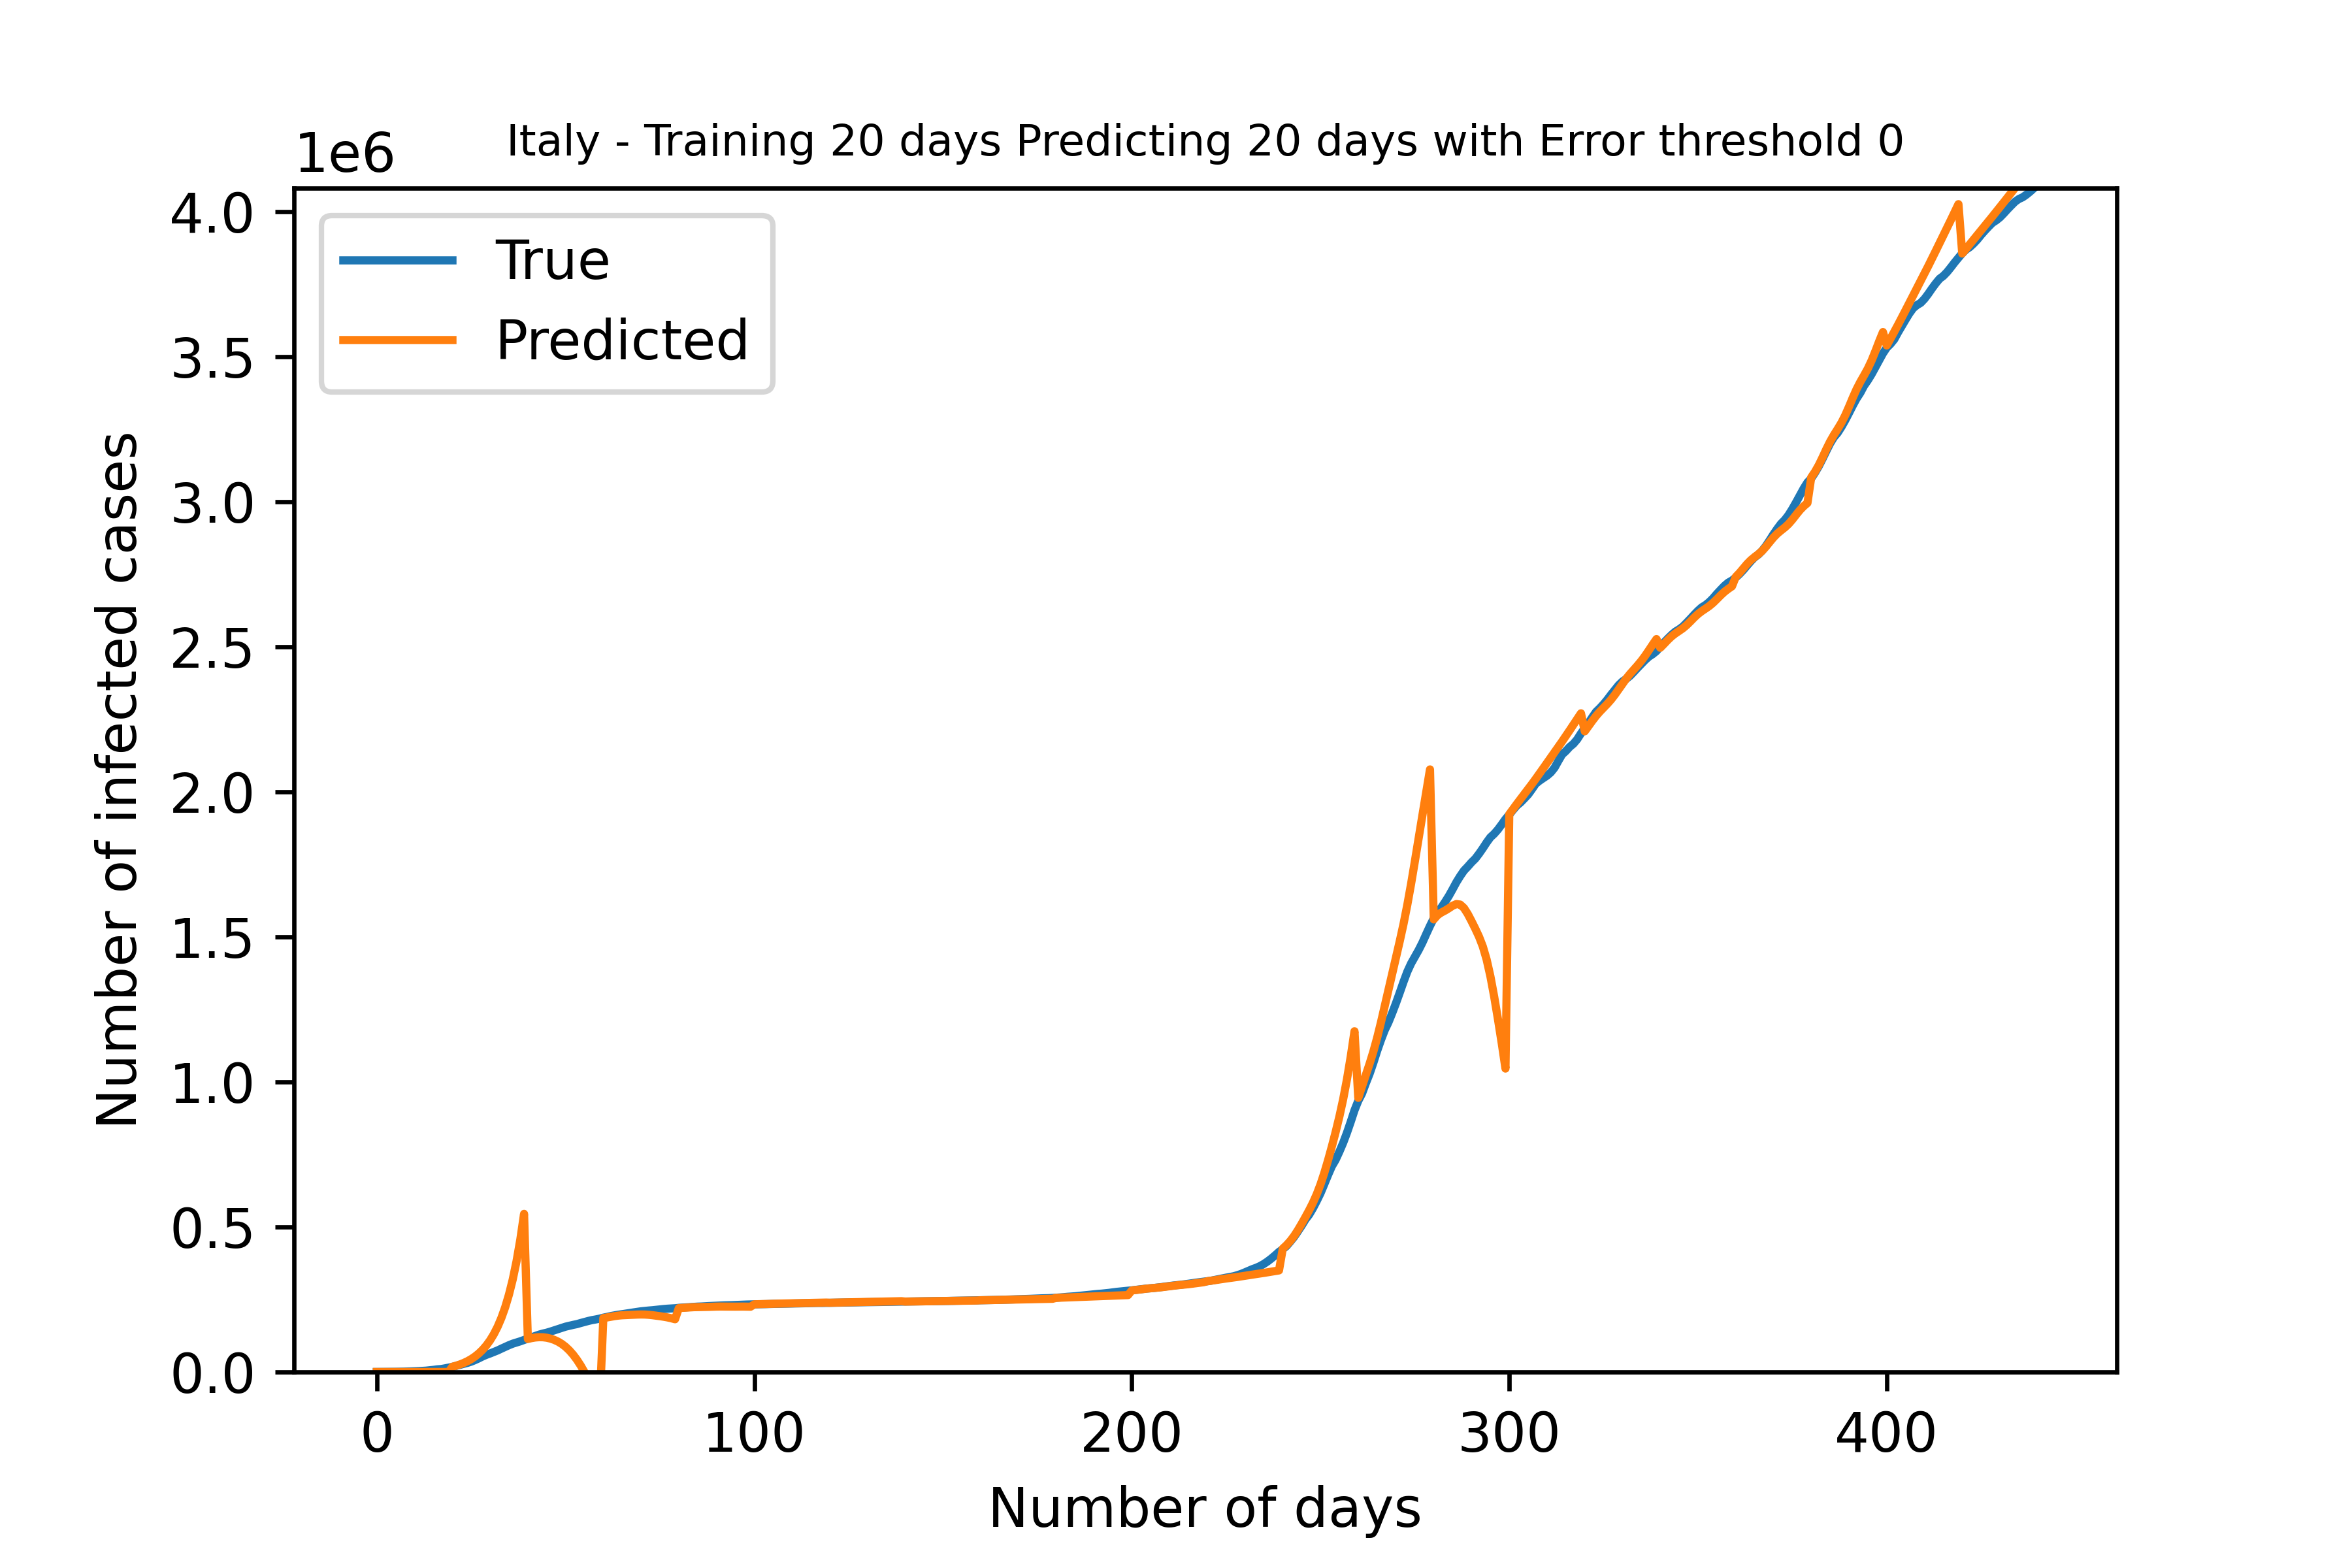 1e6
Italy - Training 20 days Predicting 20 days with Error threshold 0
True
Predicted
4.0
3.5
3.0
2.5
2.0
1.5
1.0
0.5
0.0
Number of infected cases
0 100 200 300 400
Number of days